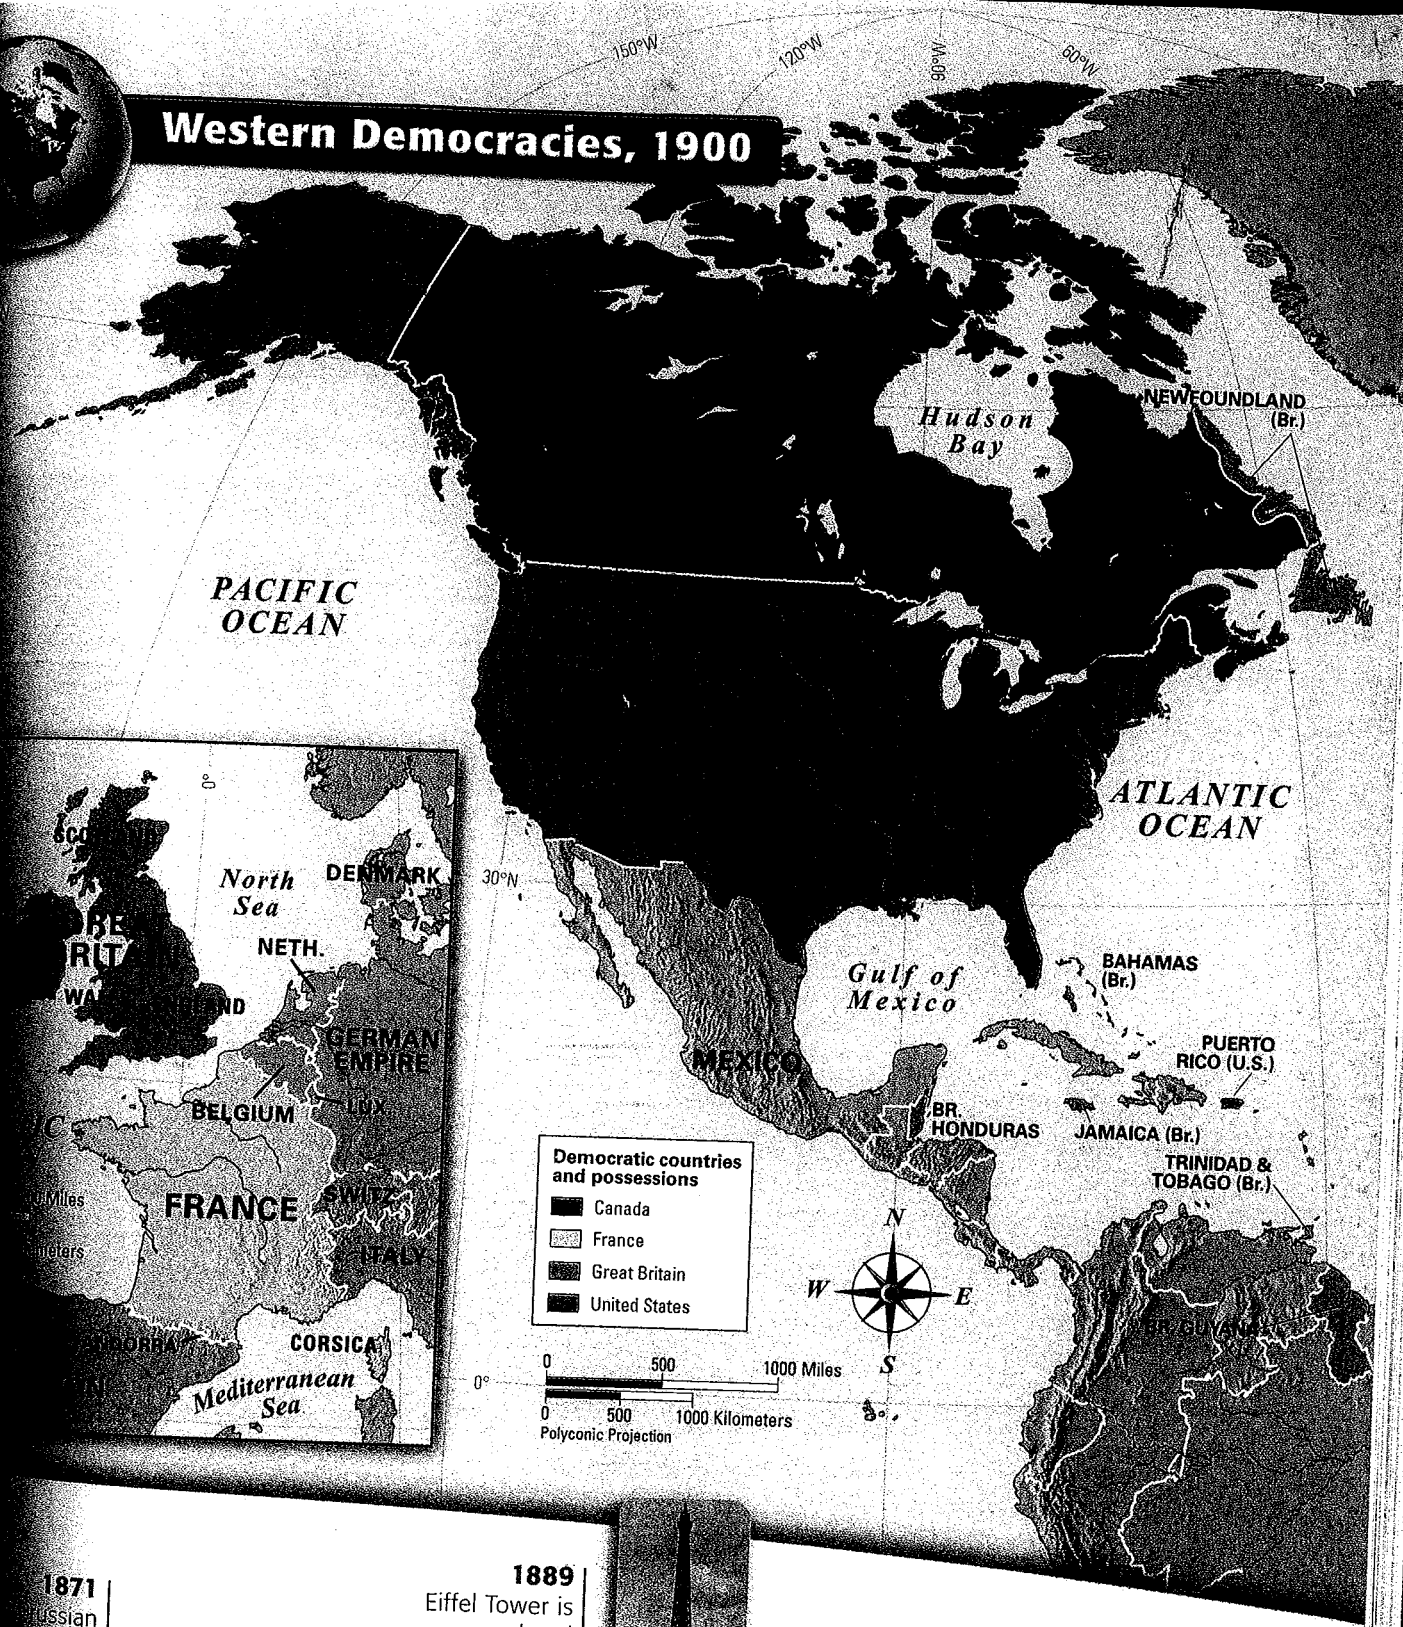 Western Democracies, 1900
150°W
120°W
90°W
60°W
NEWFOUNDLAND
(Br.)
Hudson
Bay
PACIFIC
OCEAN
ATLANTIC
OCEAN
30°N
Gulf of
Mexico
BAHAMAS
(Br.)
PUERTO
RICO (U.S.)
MEXICO
BR.
HONDURAS
JAMAICA (Br.)
TRINIDAD &
TOBAGO (Br.)
BR. GUYANA
0°
North
Sea
DENMARK
NETH.
GERMAN
EMPIRE
BELGIUM
LUX.
FRANCE
SWITZ.
ITALY
CORSICA
Mediterranean
Sea
Miles
Democratic countries
and possessions
Canada
France
Great Britain
United States
N
W E
S
0 500 1000 Miles
0 500 1000 Kilometers
Polyconic Projection
0°
1871
1889
Eiffel Tower is